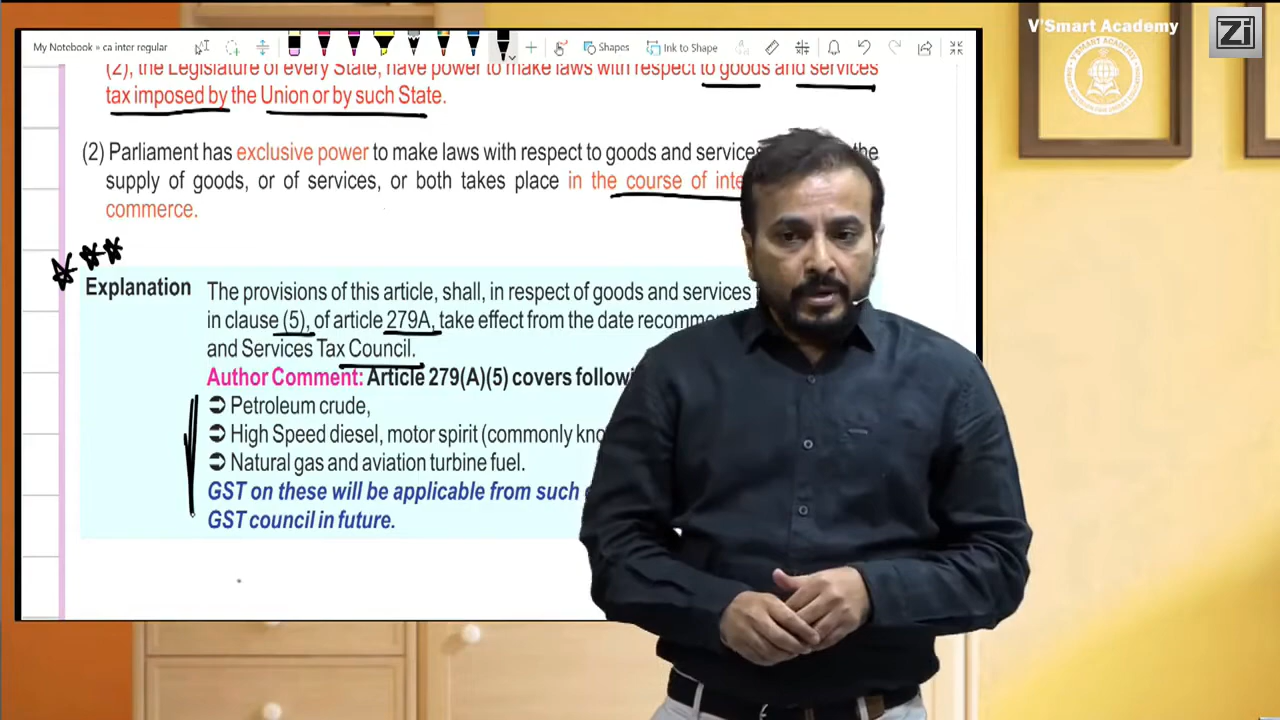 V'Smart Academy
Zi
My Notebook » ca inter regular
Shapes
Ink to Shape
(2), the Legislature of every State, have power to make laws with respect to goods and services
tax imposed by the Union or by such State.
(2) Parliament has exclusive power to make laws with respect to goods and services the
supply of goods, or of services, or both takes place in the course of inte
commerce.
Explanation
The provisions of this article, shall, in respect of goods and services
in clause (5), of article 279A, take effect from the date recommen
and Services Tax Council.
Author Comment: Article 279(A)(5) covers followi
➲ Petroleum crude,
➲ High Speed diesel, motor spirit (commonly kno
➲ Natural gas and aviation turbine fuel.
GST on these will be applicable from such
GST council in future.